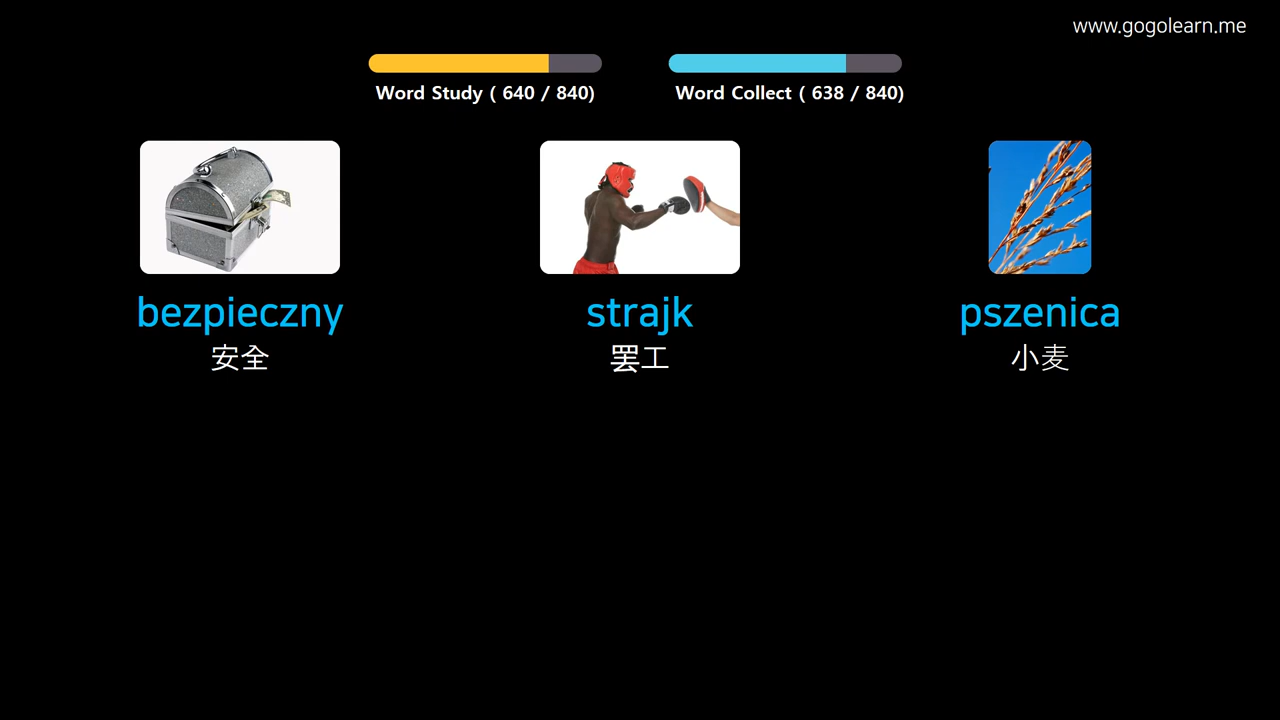 www.gogolearn.me
Word Study ( 640 / 840)
Word Collect ( 638 / 840)
bezpieczny
安全
strajk
罢工
pszenica
小麦